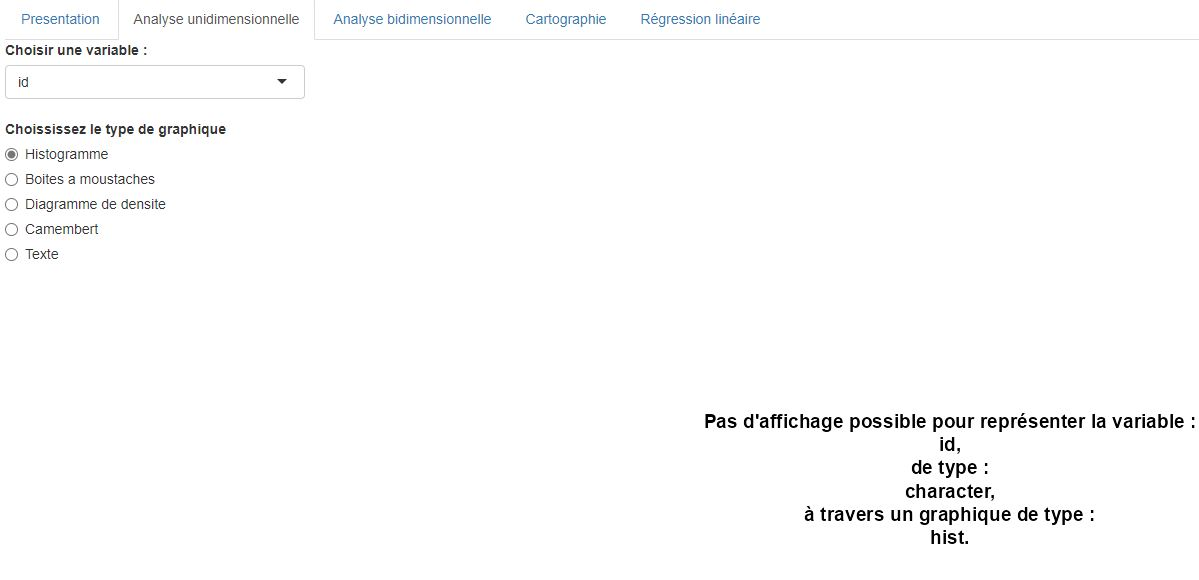 Presentation Analyse unidimensionnelle Analyse bidimensionnelle Cartographie Régression linéaire
Choisir une variable :
id
Choississez le type de graphique
Histogramme
Boites a moustaches
Diagramme de densite
Camembert
Texte
Pas d'affichage possible pour représenter la variable :
id,
de type :
character,
à travers un graphique de type :
hist.